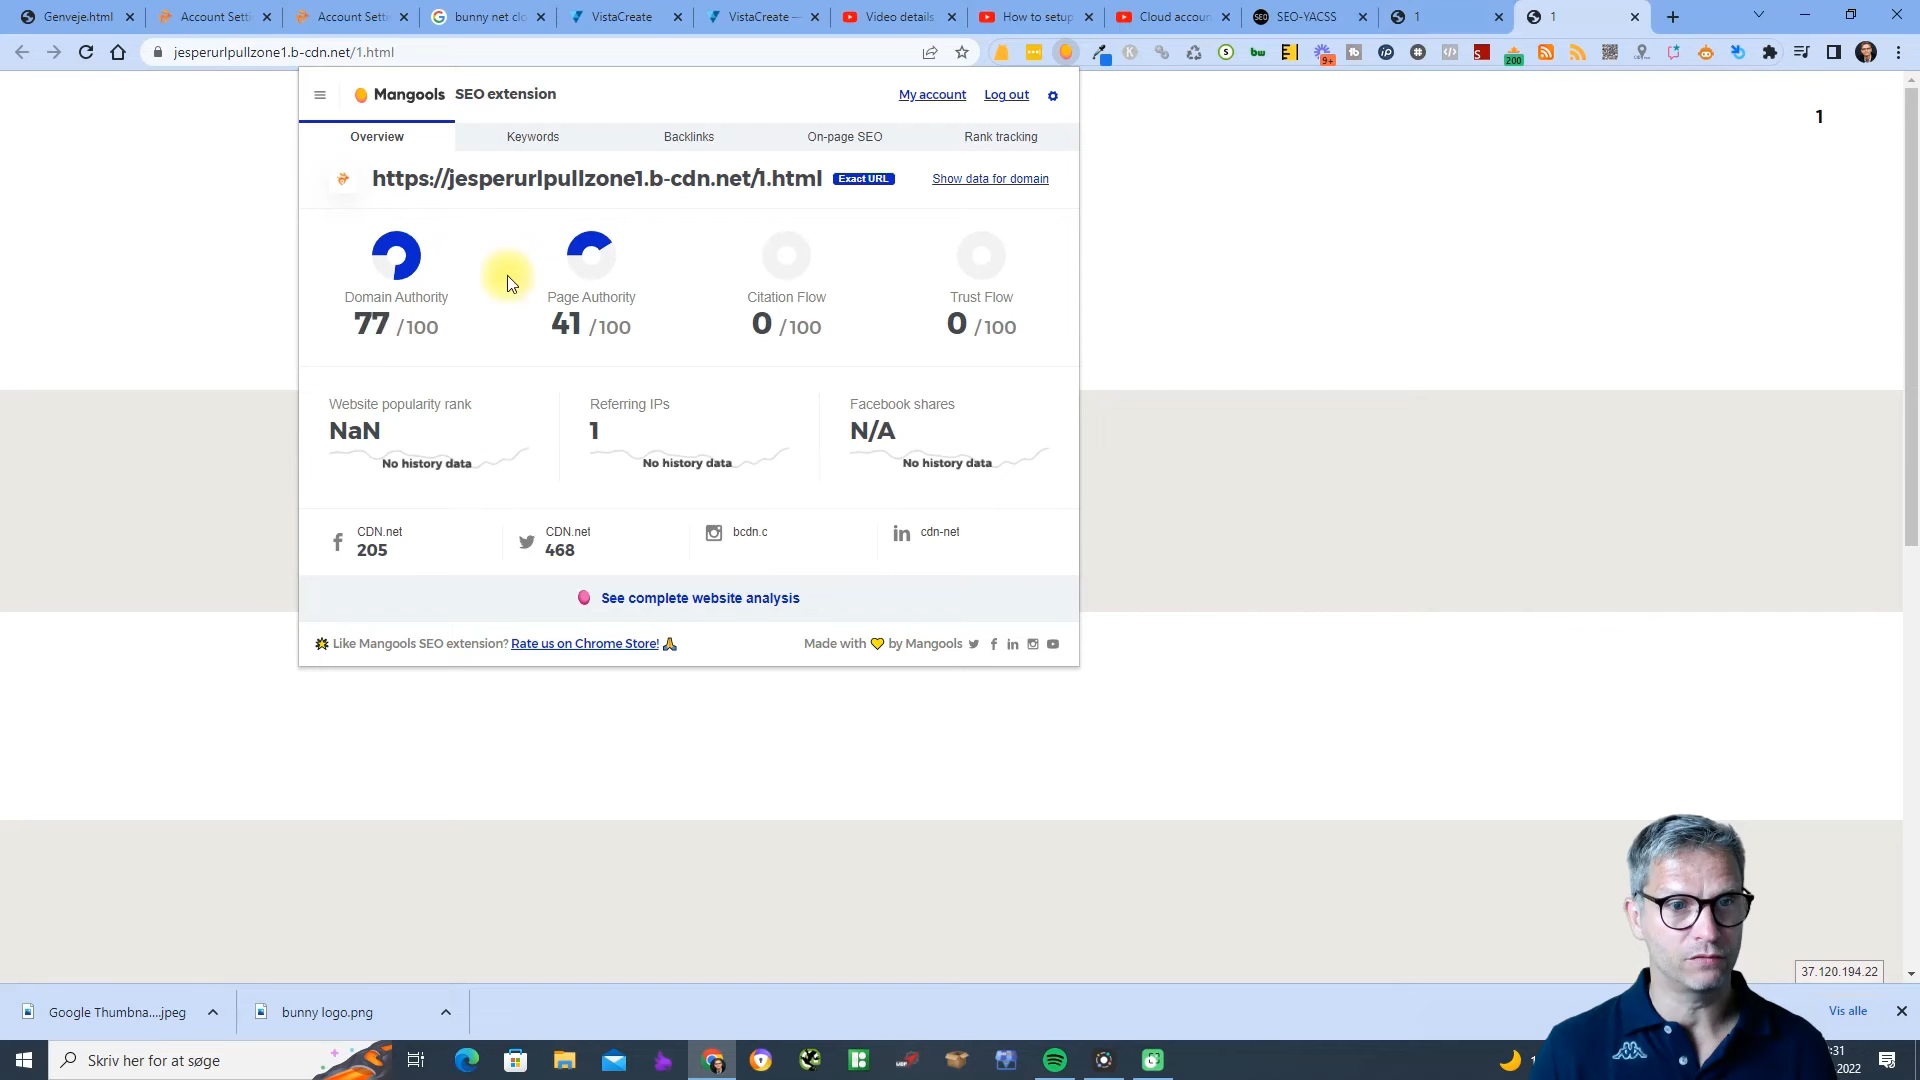 Genveje.html
Account Setti
Account Setti
bunny net clo
VistaCreate
VistaCreate –
Video details
How to setup
Cloud accoun
SEO-YACSS
1
1
jesperurlpullzone1.b-cdn.net/1.html
9+
200
1
Mangools SEO extension
My account
Log out
Overview
Keywords
Backlinks
On-page SEO
Rank tracking
https://jesperurlpullzone1.b-cdn.net/1.html
Exact URL
Show data for domain
Domain Authority
77 /100
Page Authority
41 /100
Citation Flow
0 /100
Trust Flow
0 /100
Website popularity rank
NaN
No history data
Referring IPs
1
No history data
Facebook shares
N/A
No history data
CDN.net
205
CDN.net
468
bcdn.c
cdn-net
See complete website analysis
Like Mangools SEO extension? Rate us on Chrome Store!
Made with by Mangools
37.120.194.22
Google Thumbna....jpeg
bunny logo.png
Vis alle
Skriv her for at søge
:31
2022